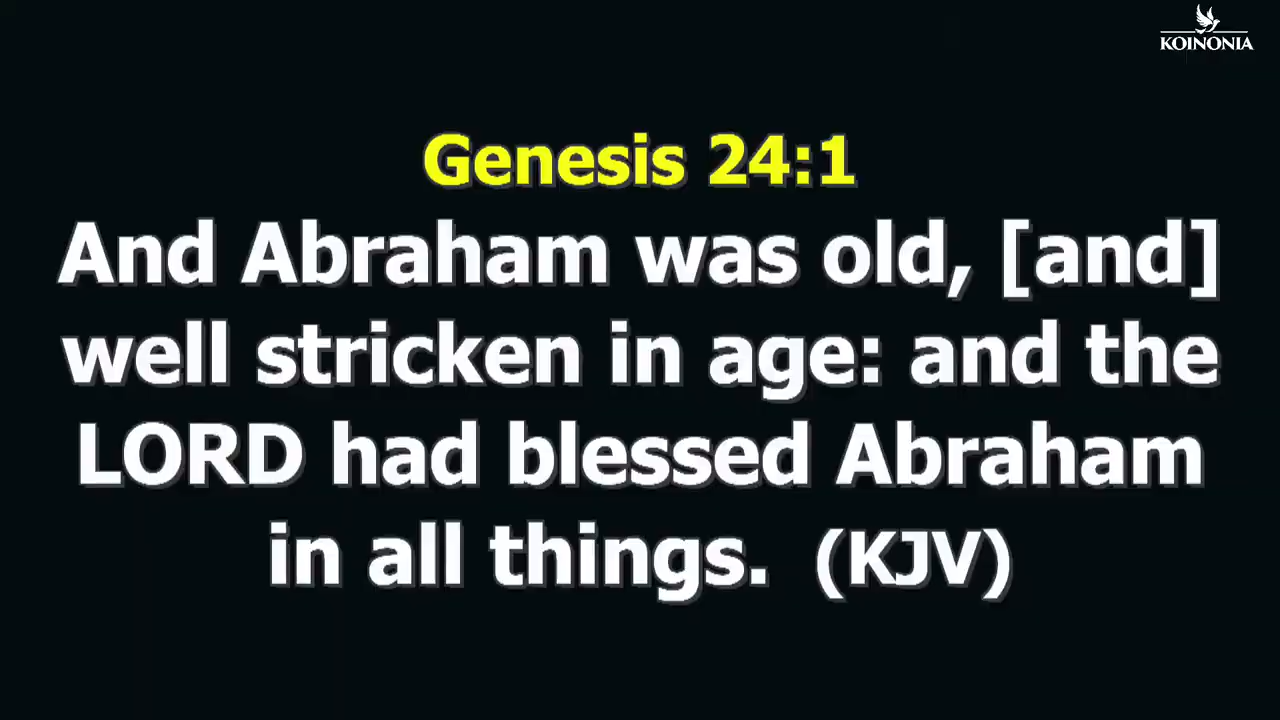 KOINONIA
Genesis 24:1
And Abraham was old, [and]
well stricken in age: and the
LORD had blessed Abraham
in all things.  (KJV)